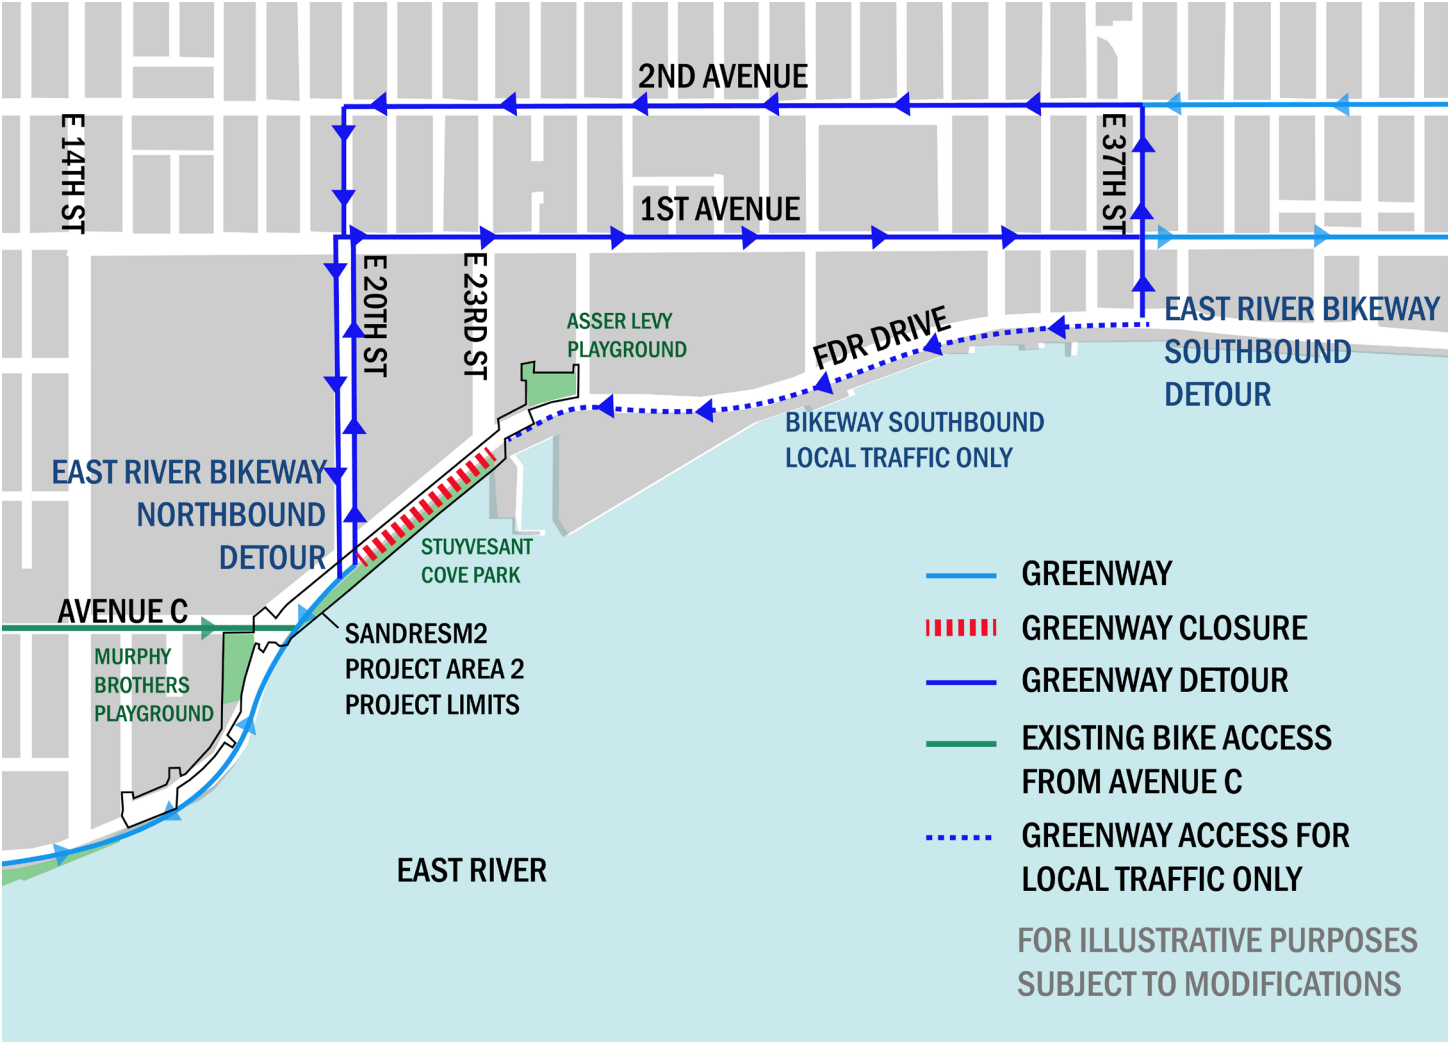 2ND AVENUE
E 14TH ST
E 37TH ST
1ST AVENUE
E 20TH ST
E 23RD ST
ASSER LEVY
PLAYGROUND
FDR DRIVE
EAST RIVER BIKEWAY
SOUTHBOUND
DETOUR
BIKEWAY SOUTHBOUND
LOCAL TRAFFIC ONLY
EAST RIVER BIKEWAY
NORTHBOUND
DETOUR
STUYVESANT
COVE PARK
AVENUE C
MURPHY
BROTHERS
PLAYGROUND
SANDRESM2
PROJECT AREA 2
PROJECT LIMITS
EAST RIVER
GREENWAY
GREENWAY CLOSURE
GREENWAY DETOUR
EXISTING BIKE ACCESS
FROM AVENUE C
GREENWAY ACCESS FOR
LOCAL TRAFFIC ONLY
FOR ILLUSTRATIVE PURPOSES
SUBJECT TO MODIFICATIONS